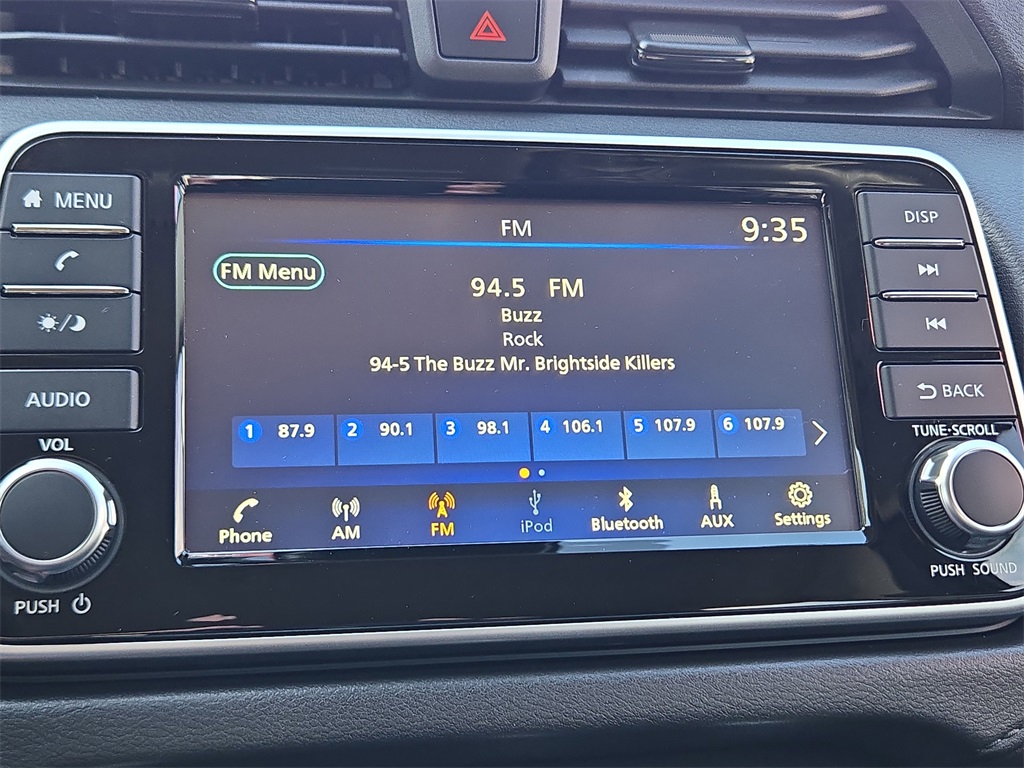 MENU
AUDIO
VOL
PUSH
FM
9:35
FM Menu
94.5 FM
Buzz
Rock
94-5 The Buzz Mr. Brightside Killers
1 87.9
2 90.1
3 98.1
4 106.1
5 107.9
6 107.9
Phone
AM
FM
iPod
Bluetooth
AUX
Settings
DISP
BACK
TUNE·SCROLL
PUSH SOUND